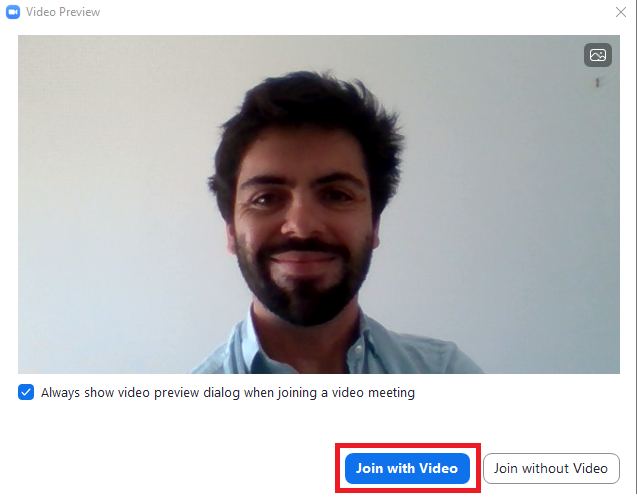 Video Preview
Always show video preview dialog when joining a video meeting
Join with Video
Join without Video